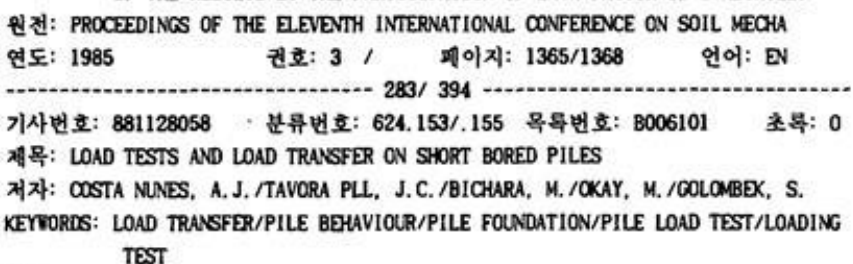 원전: PROCEEDINGS OF THE ELEVENTH INTERNATIONAL CONFERENCE ON SOIL MECHA
연도: 1985 권호: 3 / 페이지: 1365/1368 언어: EN
---------------------------------- 283/ 394 ----------------------------------
기사번호: 881128058 분류번호: 624.153/.155 목록번호: B006101 초록: 0
제목: LOAD TESTS AND LOAD TRANSFER ON SHORT BORED PILES
저자: COSTA NUNES, A.J./TAVORA PLL, J.C./BICHARA, M./OKAY, M./GOLOMBEK, S.
KEYWORDS: LOAD TRANSFER/PILE BEHAVIOUR/PILE FOUNDATION/PILE LOAD TEST/LOADING
TEST